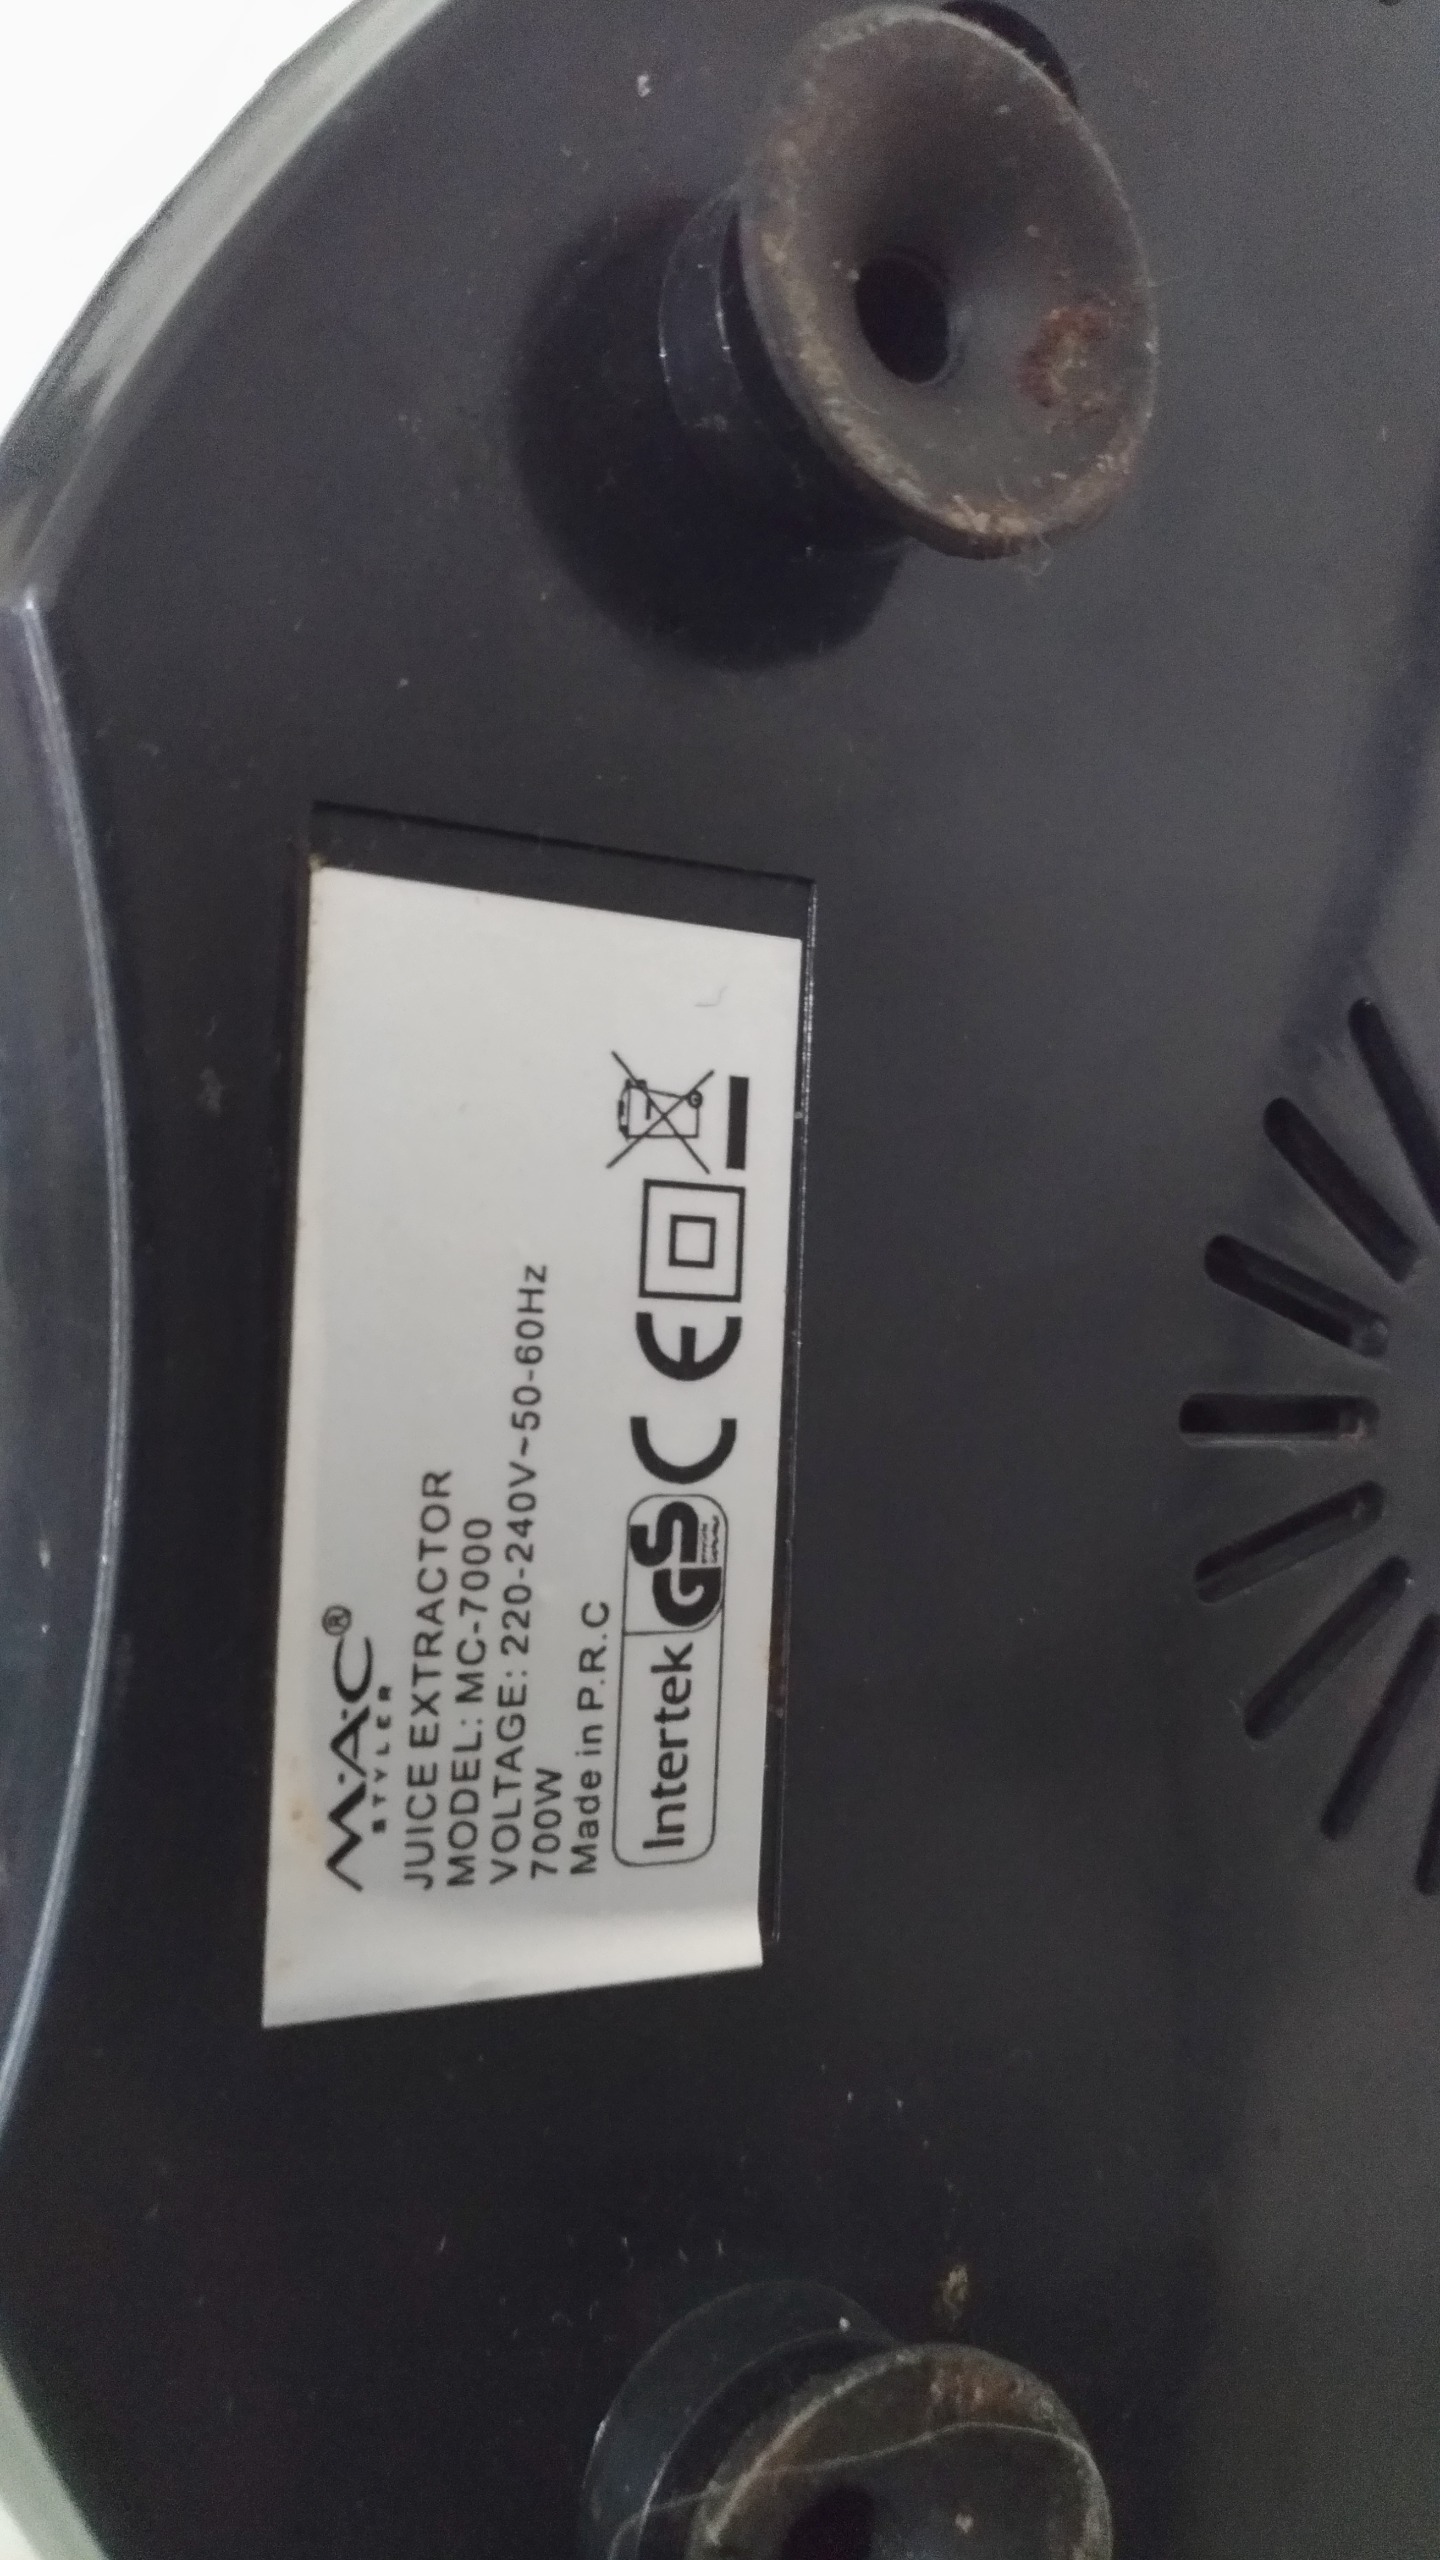 M·A·C®
STYLER
JUICE EXTRACTOR
MODEL: MC-7000
VOLTAGE: 220-240V~50-60Hz
700W
Made in P.R.C
Intertek GS CE